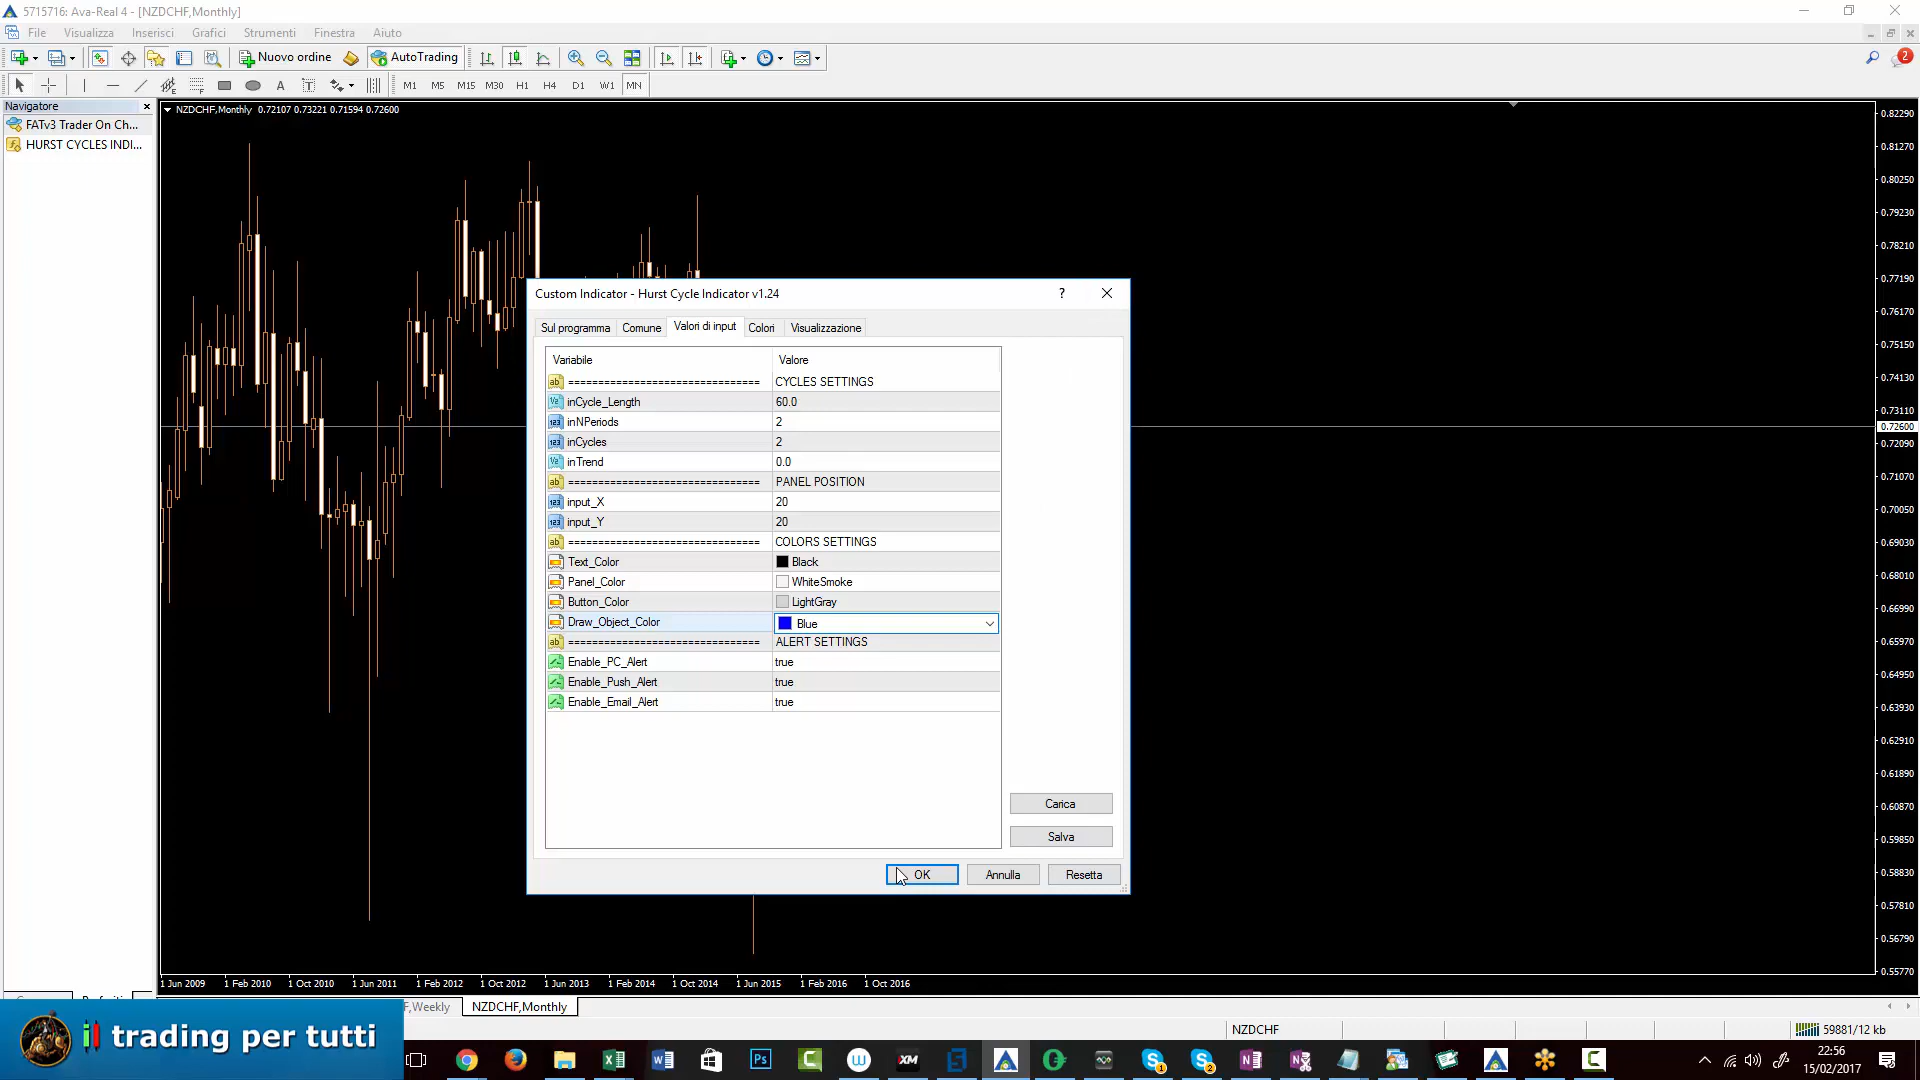 5715716: Ava-Real 4 - [NZDCHF,Monthly]
File Visualizza Inserisci Grafici Strumenti Finestra Aiuto
Nuovo ordine AutoTrading 2
A T M1 M5 M15 M30 H1 H4 D1 W1 MN
Navigatore
FATv3 Trader On Ch...
HURST CYCLES INDI...
NZDCHF,Monthly 0.72107 0.73221 0.71594 0.72600
0.82290
0.81270
0.80250
0.79230
0.78210
0.77190
0.76170
0.75150
0.74130
0.73110
0.72600
0.72090
0.71070
0.70050
0.69030
0.68010
0.66990
0.65970
0.64950
0.63930
0.62910
0.61890
0.60870
0.59850
0.58830
0.57810
0.56790
0.55770
Custom Indicator - Hurst Cycle Indicator v1.24
?
Sul programma Comune Valori di input Colori Visualizzazione
Variabile Valore
ab ================================ CYCLES SETTINGS
inCycle_Length 60.0
123 inNPeriods 2
123 inCycles 2
inTrend 0.0
ab ================================ PANEL POSITION
123 input_X 20
123 input_Y 20
ab ================================ COLORS SETTINGS
Text_Color Black
Panel_Color WhiteSmoke
Button_Color LightGray
Draw_Object_Color Blue
ab ================================ ALERT SETTINGS
Enable_PC_Alert true
Enable_Push_Alert true
Enable_Email_Alert true
Carica
Salva
OK Annulla Resetta
1 Jun 2009 1 Feb 2010 1 Oct 2010 1 Jun 2011 1 Feb 2012 1 Oct 2012 1 Jun 2013 1 Feb 2014 1 Oct 2014 1 Jun 2015 1 Feb 2016 1 Oct 2016
F,Weekly NZDCHF,Monthly
NZDCHF 59881/12 kb
il trading per tutti
Ps XM
22:56
15/02/2017